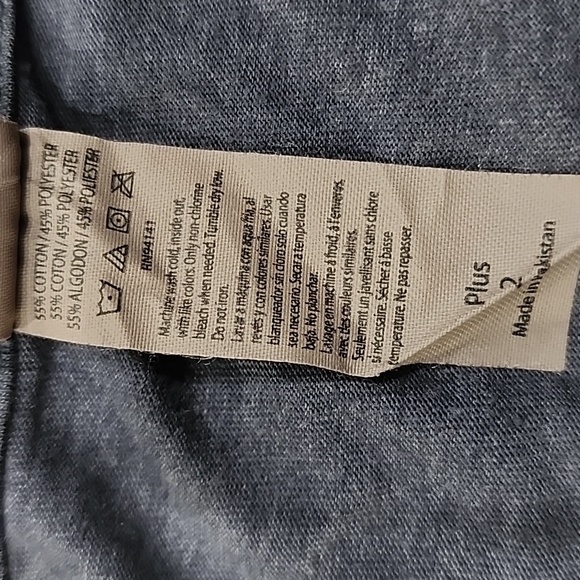 55% COTTON / 45% POLYESTER
55% COTON / 45% POLYESTER
55% ALGODON / 45% POLIESTER
RN94141
Machine wash cold, inside out,
with like colors. Only non-chlorine
bleach when needed. Tumble dry low.
Do not iron.
Lavar a máquina con agua fría, al
revés y con colores similares. Usar
blanqueador sin cloro solo cuando
sea necesario. Secar a temperatura
baja. No planchar.
Lavage en machine à froid, à l'envers,
avec des couleurs similaires.
Seulement un javellisant sans chlore
si nécessaire. Sécher à basse
température. Ne pas repasser.
Plus
2
Made in kistan